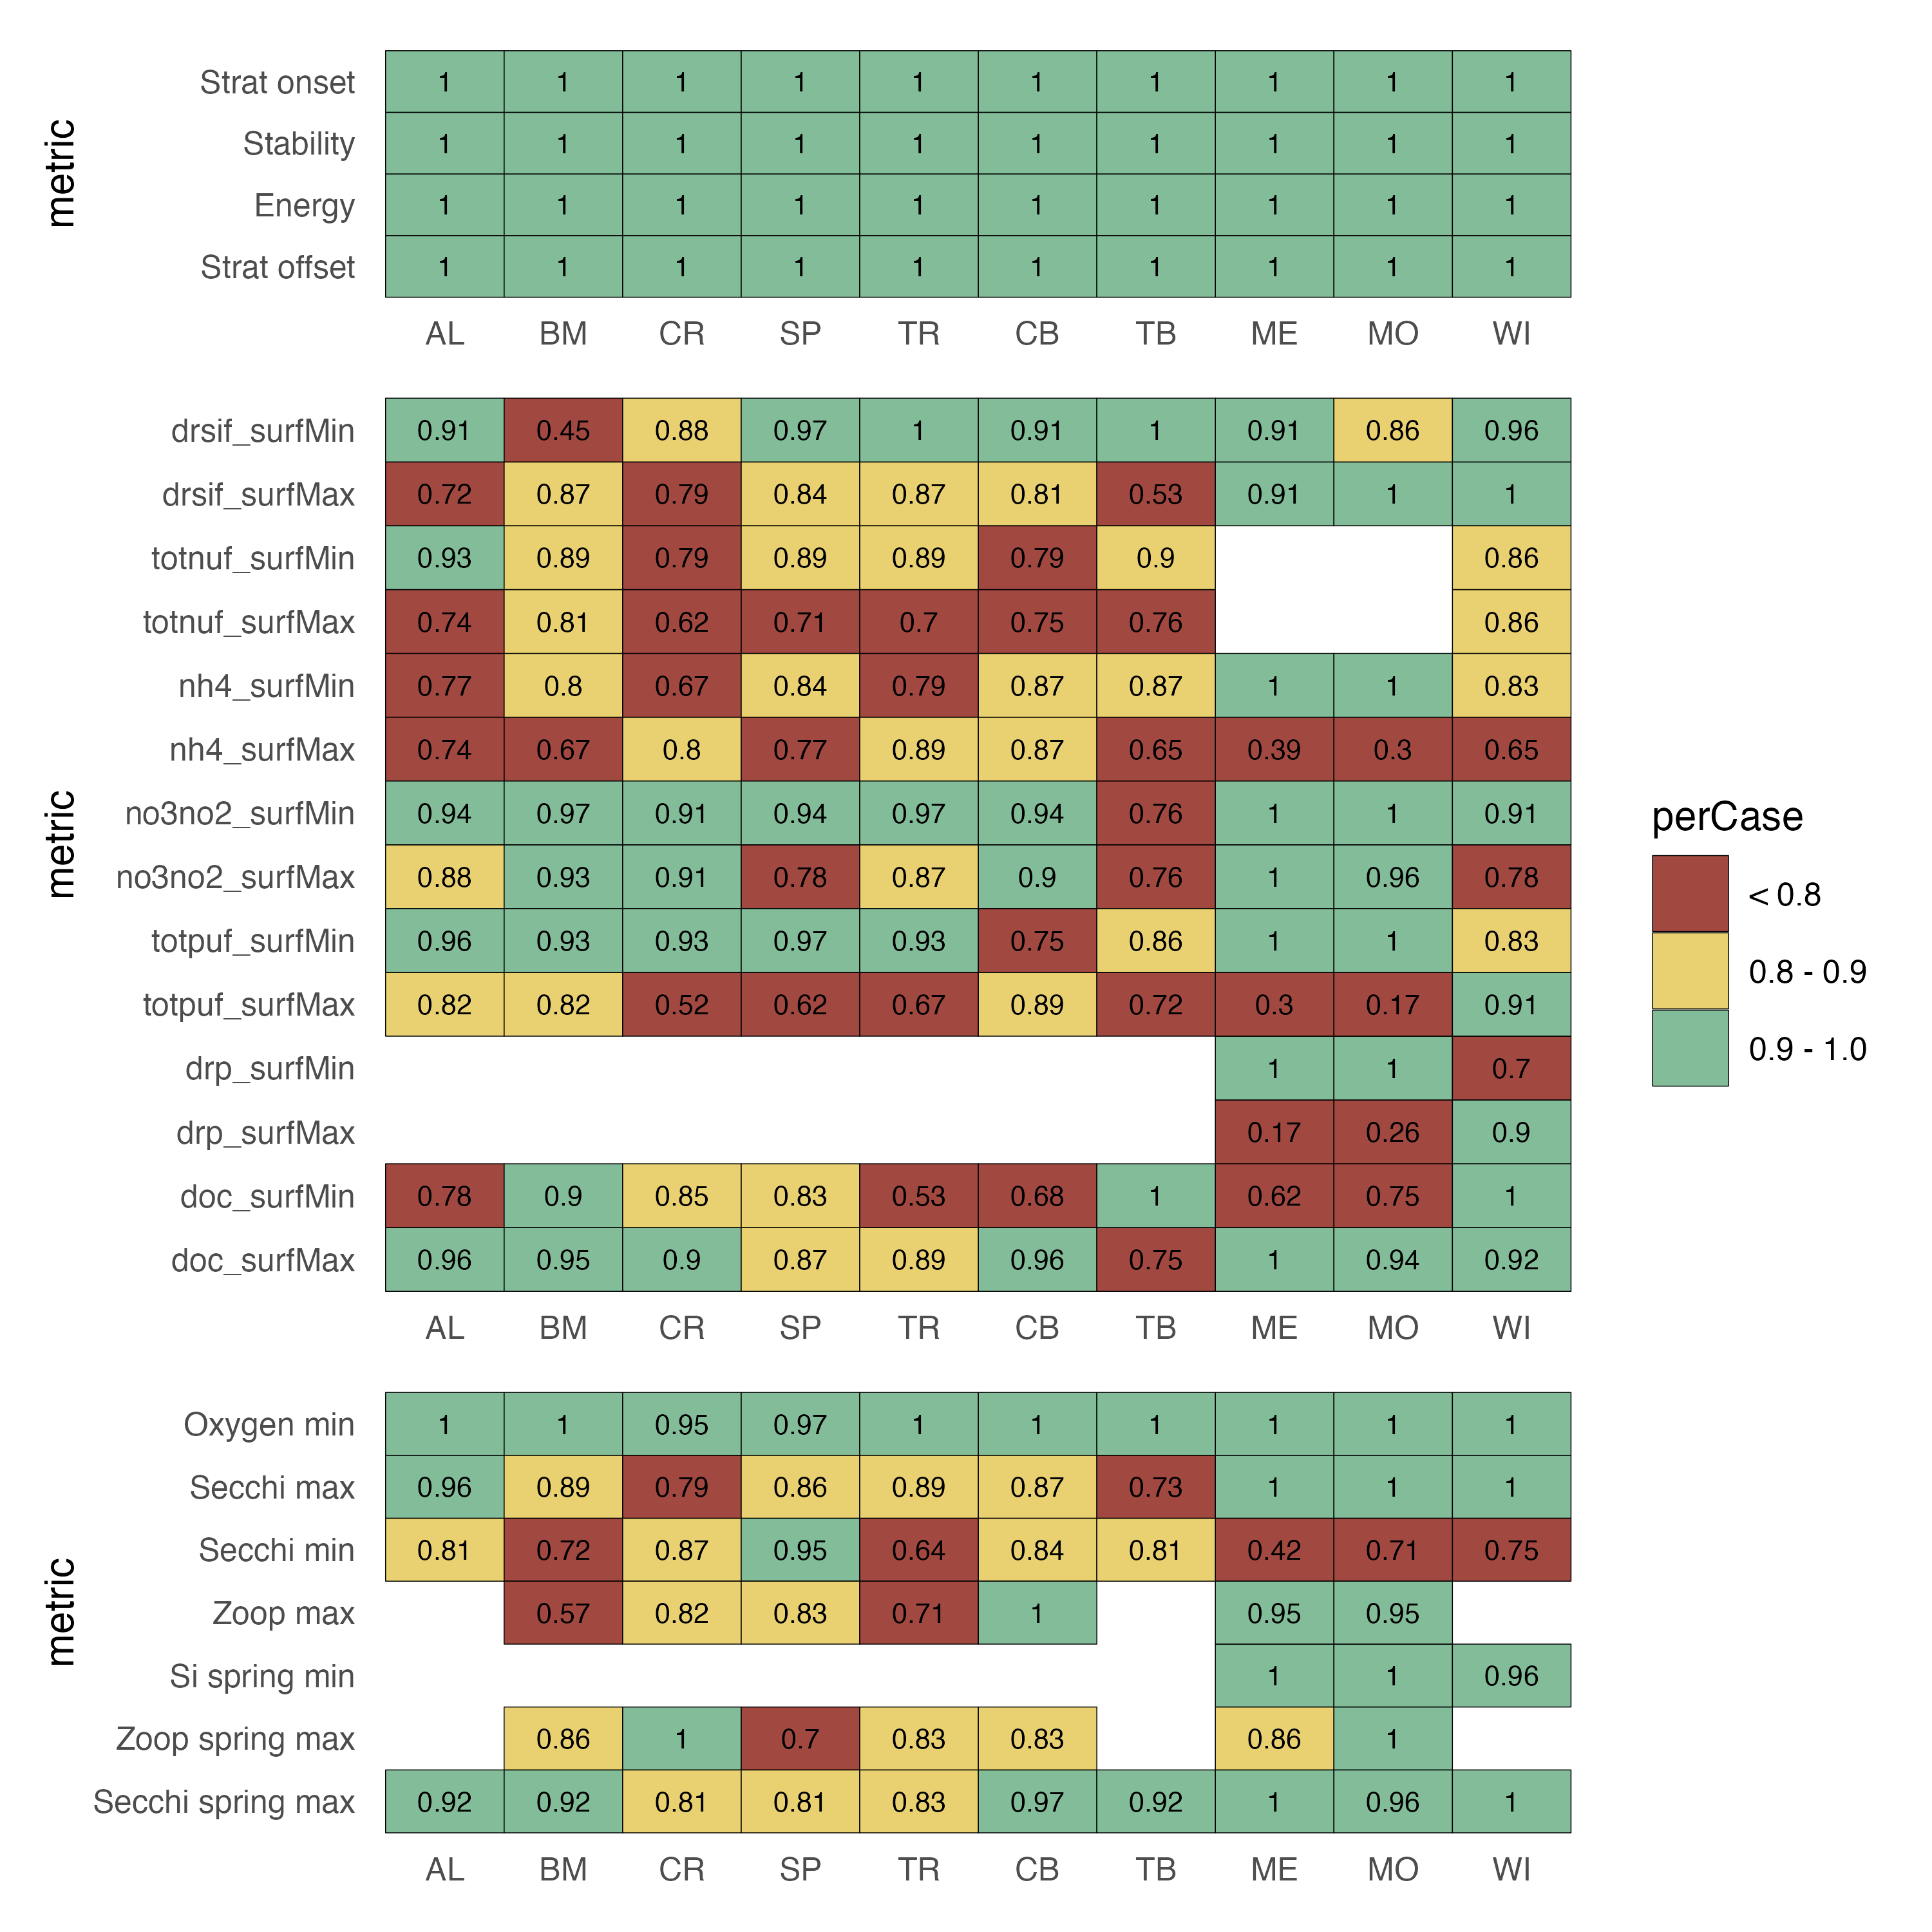 metric
Strat onset 1 1 1 1 1 1 1 1 1 1
Stability 1 1 1 1 1 1 1 1 1 1
Energy 1 1 1 1 1 1 1 1 1 1
Strat offset 1 1 1 1 1 1 1 1 1 1
AL BM CR SP TR CB TB ME MO WI
metric
drsif_surfMin 0.91 0.45 0.88 0.97 1 0.91 1 0.91 0.86 0.96
drsif_surfMax 0.72 0.87 0.79 0.84 0.87 0.81 0.53 0.91 1 1
totnuf_surfMin 0.93 0.89 0.79 0.89 0.89 0.79 0.9 0.86
totnuf_surfMax 0.74 0.81 0.62 0.71 0.7 0.75 0.76 0.86
nh4_surfMin 0.77 0.8 0.67 0.84 0.79 0.87 0.87 1 1 0.83
nh4_surfMax 0.74 0.67 0.8 0.77 0.89 0.87 0.65 0.39 0.3 0.65
no3no2_surfMin 0.94 0.97 0.91 0.94 0.97 0.94 0.76 1 1 0.91
no3no2_surfMax 0.88 0.93 0.91 0.78 0.87 0.9 0.76 1 0.96 0.78
totpuf_surfMin 0.96 0.93 0.93 0.97 0.93 0.75 0.86 1 1 0.83
totpuf_surfMax 0.82 0.82 0.52 0.62 0.67 0.89 0.72 0.3 0.17 0.91
drp_surfMin 1 1 0.7
drp_surfMax 0.17 0.26 0.9
doc_surfMin 0.78 0.9 0.85 0.83 0.53 0.68 1 0.62 0.75 1
doc_surfMax 0.96 0.95 0.9 0.87 0.89 0.96 0.75 1 0.94 0.92
AL BM CR SP TR CB TB ME MO WI
metric
Oxygen min 1 1 0.95 0.97 1 1 1 1 1 1
Secchi max 0.96 0.89 0.79 0.86 0.89 0.87 0.73 1 1 1
Secchi min 0.81 0.72 0.87 0.95 0.64 0.84 0.81 0.42 0.71 0.75
Zoop max 0.57 0.82 0.83 0.71 1 0.95 0.95
Si spring min 1 1 0.96
Zoop spring max 0.86 1 0.7 0.83 0.83 0.86 1
Secchi spring max 0.92 0.92 0.81 0.81 0.83 0.97 0.92 1 0.96 1
AL BM CR SP TR CB TB ME MO WI
perCase
< 0.8
0.8 - 0.9
0.9 - 1.0